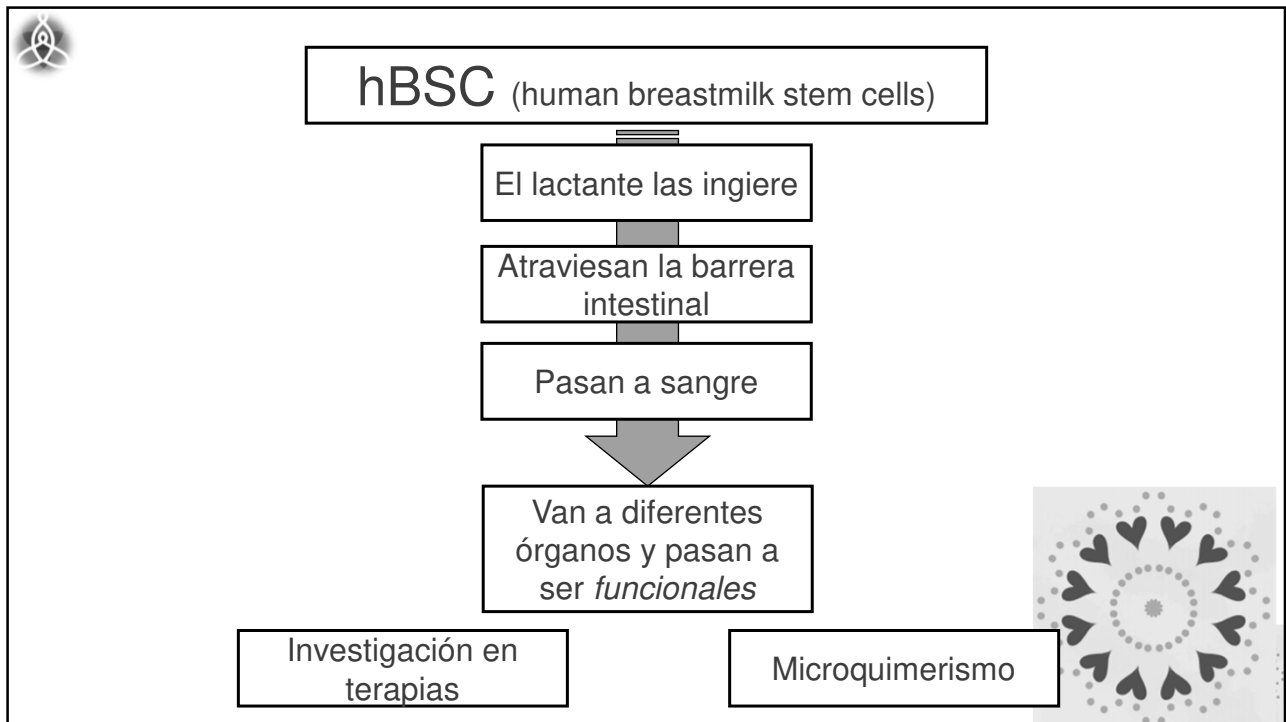 hBSC (human breastmilk stem cells)
El lactante las ingiere
Atraviesan la barrera
intestinal
Pasan a sangre
Van a diferentes
órganos y pasan a
ser funcionales
Investigación en
terapias
Microquimerismo